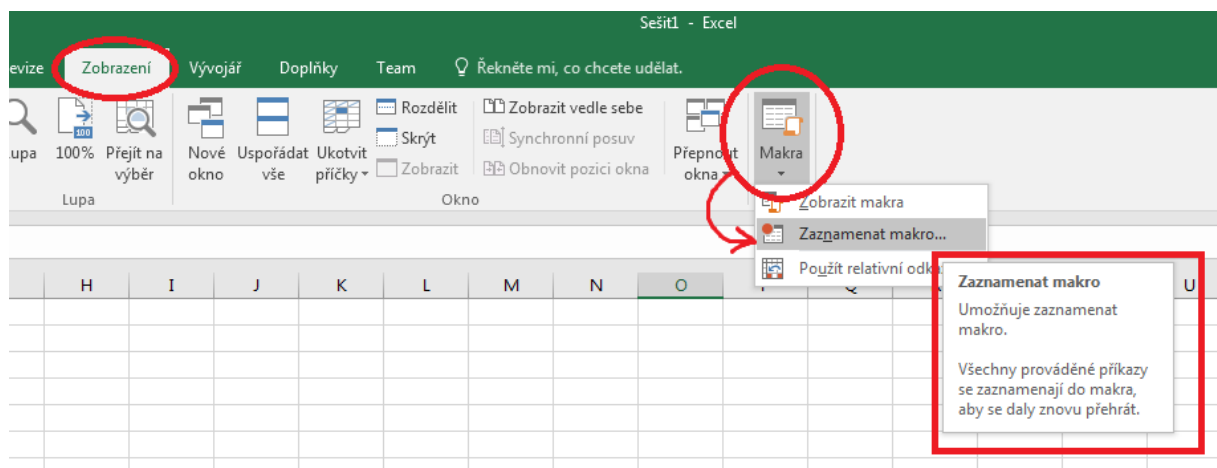 Sešit1 - Excel
evize Zobrazení Vývojář Doplňky Team Řekněte mi, co chcete udělat.
upa
100%
100
Přejít na
výběr
Lupa
Nové
okno
Uspořádat
vše
Ukotvit
příčky
Rozdělit
Skrýt
Zobrazit
Zobrazit vedle sebe
Synchronní posuv
Obnovit pozici okna
Přepnout
okna
Okno
Makra
Zobrazit makra
Zaznamenat makro...
Použít relativní odka
Zaznamenat makro
Umožňuje zaznamenat
makro.
Všechny prováděné příkazy
se zaznamenají do makra,
aby se daly znovu přehrát.
H I J K L M N O U